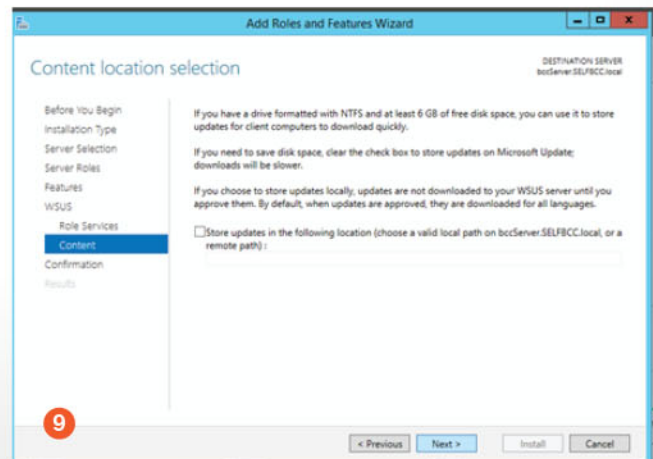 Add Roles and Features Wizard
Content location selection
DESTINATION SERVER
bccServer.SELFBCC.local
Before You Begin
Installation Type
Server Selection
Server Roles
Features
WSUS
Role Services
Content
Confirmation
Results
If you have a drive formatted with NTFS and at least 6 GB of free disk space, you can use it to store
updates for client computers to download quickly.
If you need to save disk space, clear the check box to store updates on Microsoft Update;
downloads will be slower.
If you choose to store updates locally, updates are not downloaded to your WSUS server until you
approve them. By default, when updates are approved, they are downloaded for all languages.
Store updates in the following location (choose a valid local path on bccServer.SELFBCC.local, or a
remote path) :
9
< Previous
Next >
Install
Cancel